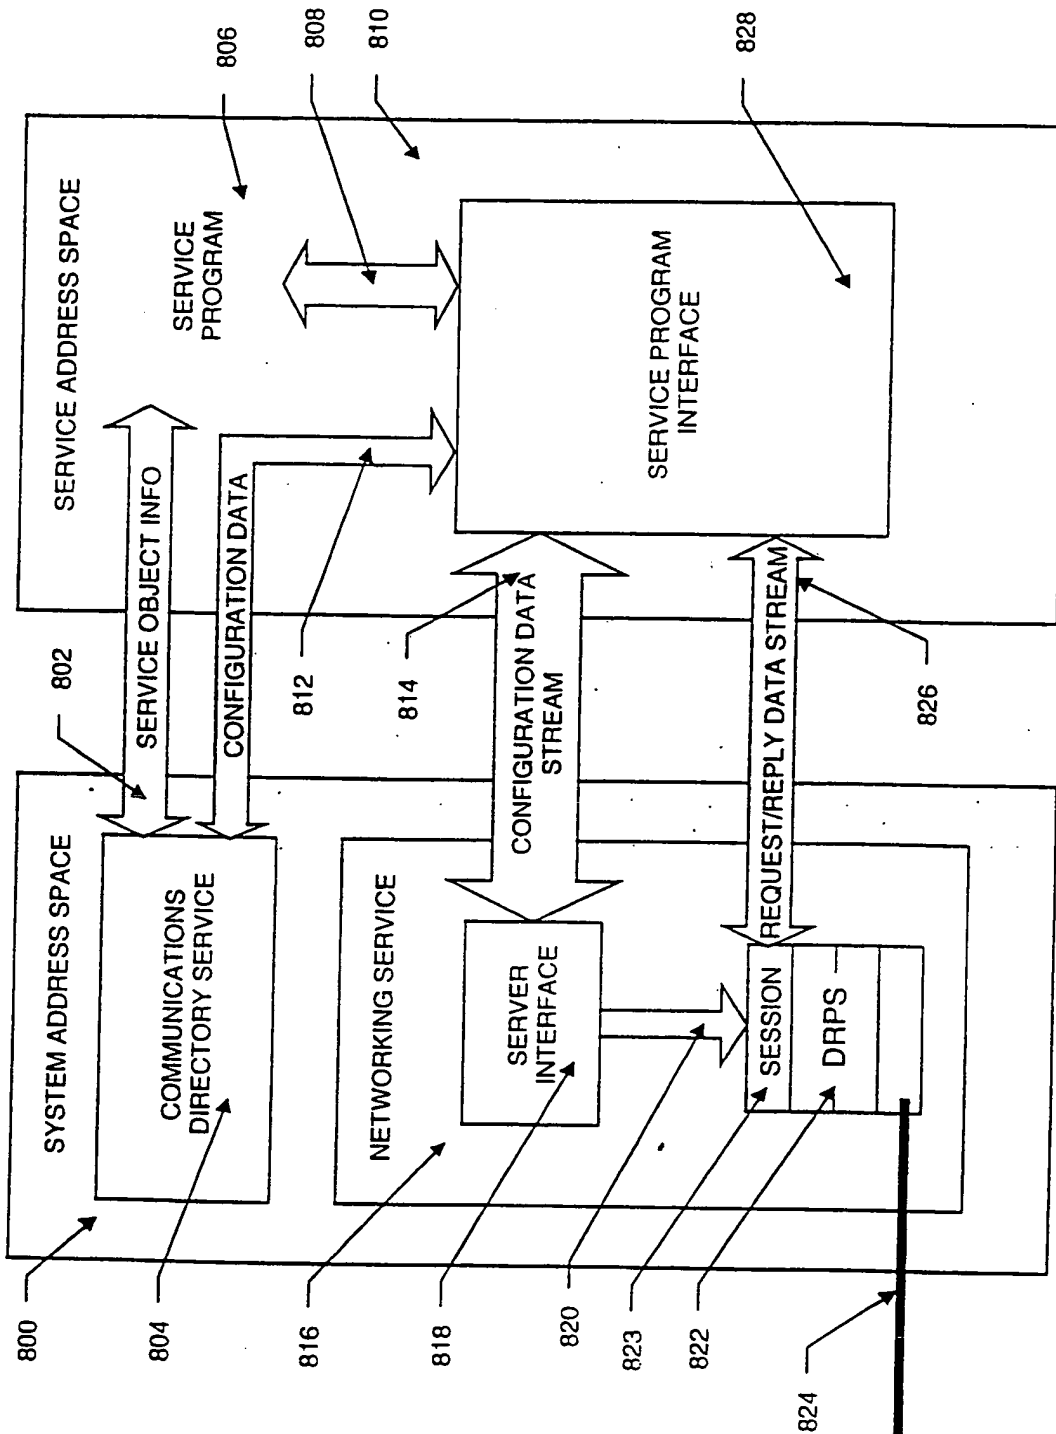 SYSTEM ADDRESS SPACE
800
COMMUNICATIONS
DIRECTORY SERVICE
804
802
SERVICE OBJECT INFO
CONFIGURATION DATA
812
SERVICE ADDRESS SPACE
SERVICE
PROGRAM
806
808
810
NETWORKING SERVICE
816
SERVER
INTERFACE
818
814
CONFIGURATION DATA
STREAM
SERVICE PROGRAM
INTERFACE
828
820
SESSION
823
REQUEST/REPLY DATA STREAM
826
DRPS
822
824